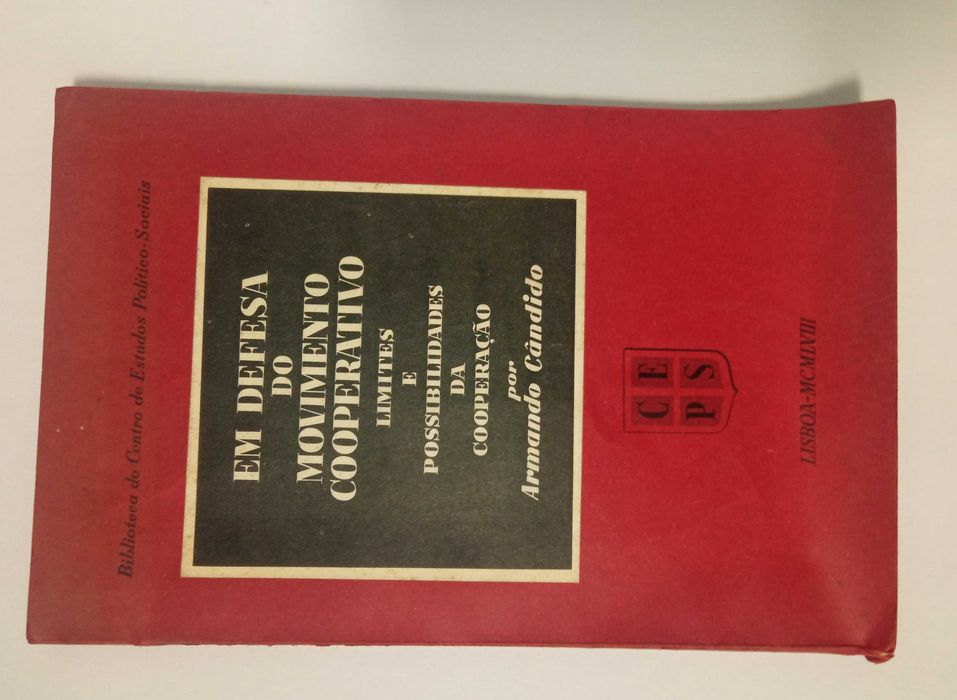 Biblioteca do Centro de Estudos Político-Sociais
EM DEFESA
DO
MOVIMENTO
COOPERATIVO
LIMITES
E
POSSIBILIDADES
DA
COOPERAÇÃO
por
Armando Cândido
C E
P S
LISBOA-MCMLVIII